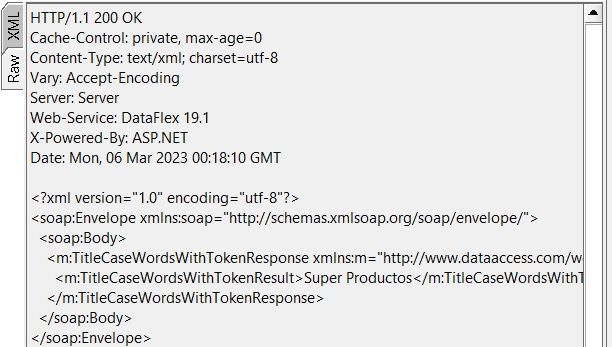 XML
Raw
HTTP/1.1 200 OK
Cache-Control: private, max-age=0
Content-Type: text/xml; charset=utf-8
Vary: Accept-Encoding
Server: Server
Web-Service: DataFlex 19.1
X-Powered-By: ASP.NET
Date: Mon, 06 Mar 2023 00:18:10 GMT
<?xml version="1.0" encoding="utf-8"?>
<soap:Envelope xmlns:soap="http://schemas.xmlsoap.org/soap/envelope/">
<soap:Body>
<m:TitleCaseWordsWithTokenResponse xmlns:m="http://www.dataaccess.com/w
<m:TitleCaseWordsWithTokenResult>Super Productos</m:TitleCaseWordsWithT
</m:TitleCaseWordsWithTokenResponse>
</soap:Body>
</soap:Envelope>